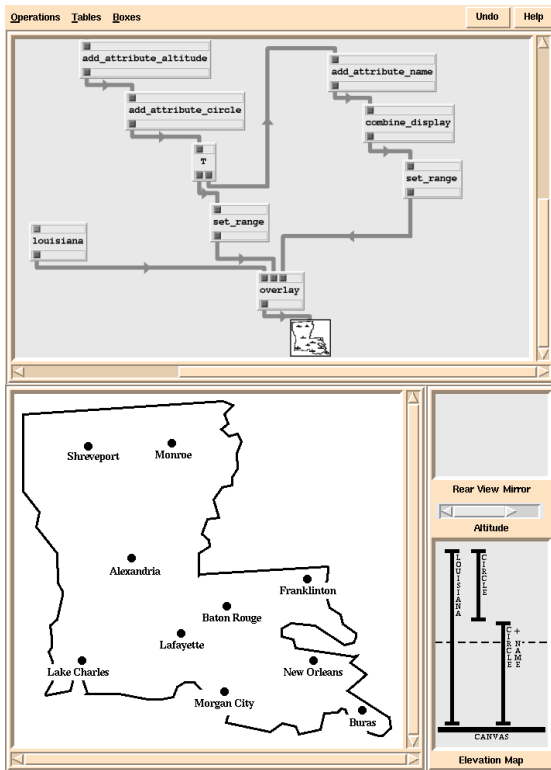 Operations Tables Boxes Undo Help
add_attribute_altitude
add_attribute_name
add_attribute_circle
combine_display
T
set_range
set_range
louisiana
overlay
Shreveport Monroe
Alexandria
Franklinton
Baton Rouge
Lafayette
Lake Charles
New Orleans
Morgan City
Buras
Rear View Mirror
Altitude
LOUISIANA
CIRCLE
CIRCLE
+ NAME
CANVAS
Elevation Map